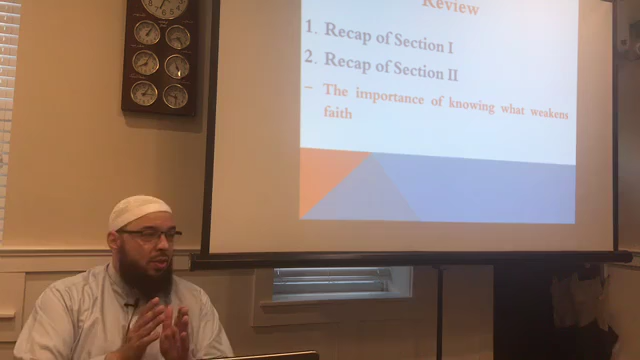 Review
1. Recap of Section I
2. Recap of Section II
– The importance of knowing what weakens
faith